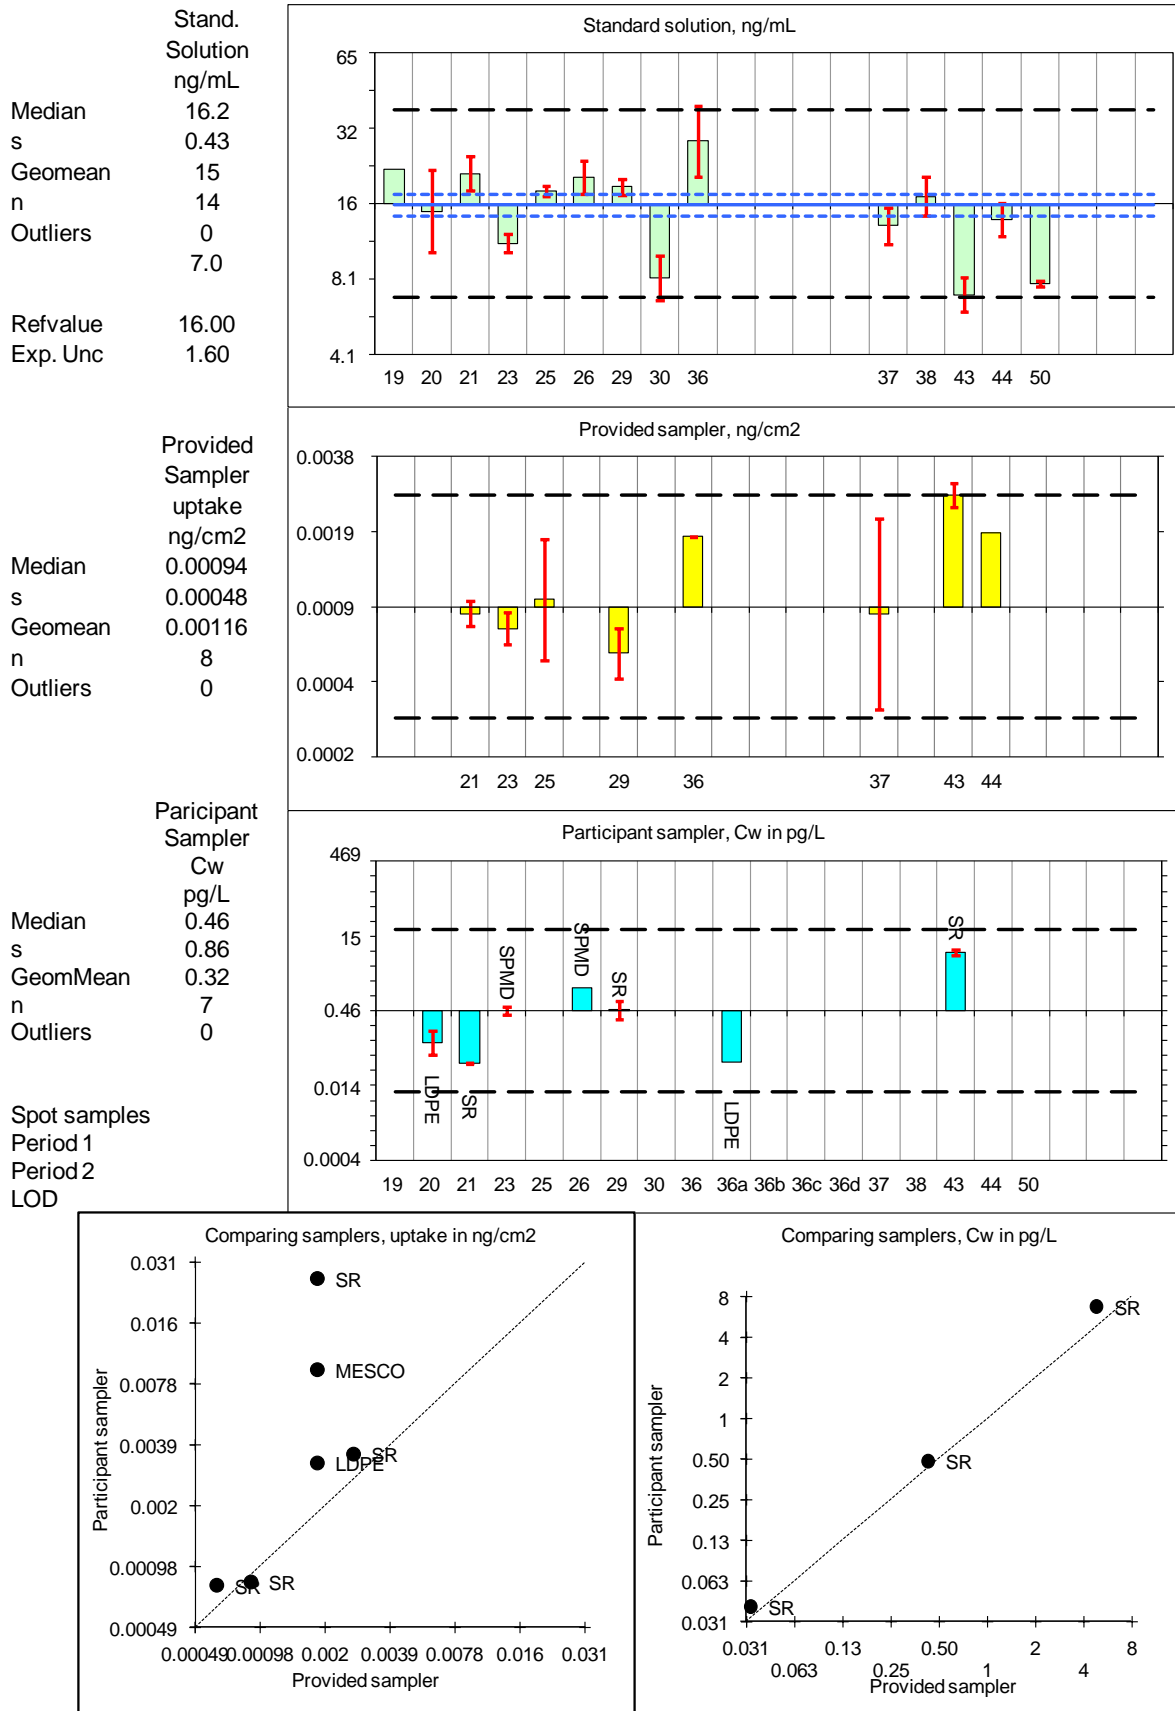 Stand.
Solution
ng/mL
Median 16.2
s 0.43
Geomean 15
n 14
Outliers 0
7.0
Refvalue 16.00
Exp. Unc 1.60
Standard solution, ng/mL
65
32
16
8.1
4.1
19 20 21 23 25 26 29 30 36 37 38 43 44 50
Provided
Sampler
uptake
ng/cm2
Median 0.00094
s 0.00048
Geomean 0.00116
n 8
Outliers 0
Provided sampler, ng/cm2
0.0038
0.0019
0.0009
0.0004
0.0002
21 23 25 29 36 37 43 44
Paricipant
Sampler
Cw
pg/L
Median 0.46
s 0.86
GeomMean 0.32
n 7
Outliers 0
Spot samples
Period 1
Period 2
LOD
Participant sampler, Cw in pg/L
469
15
0.46
0.014
0.0004
LDPE
SR
SPMD
SPMD
SR
LDPE
SR
19 20 21 23 25 26 29 30 36 36a 36b 36c 36d 37 38 43 44 50
Comparing samplers, uptake in ng/cm2
Participant sampler
0.031
0.016
0.0078
0.0039
0.002
0.00098
0.00049
SR
MESCO
SR
LDPE
SR
SR
0.00049 0.00098 0.002 0.0039 0.0078 0.016 0.031
Provided sampler
Comparing samplers, Cw in pg/L
Participant sampler
8
4
2
1
0.50
0.25
0.13
0.063
0.031
SR
SR
SR
0.031 0.13 0.50 2 8
0.063 0.25 1 4
Provided sampler